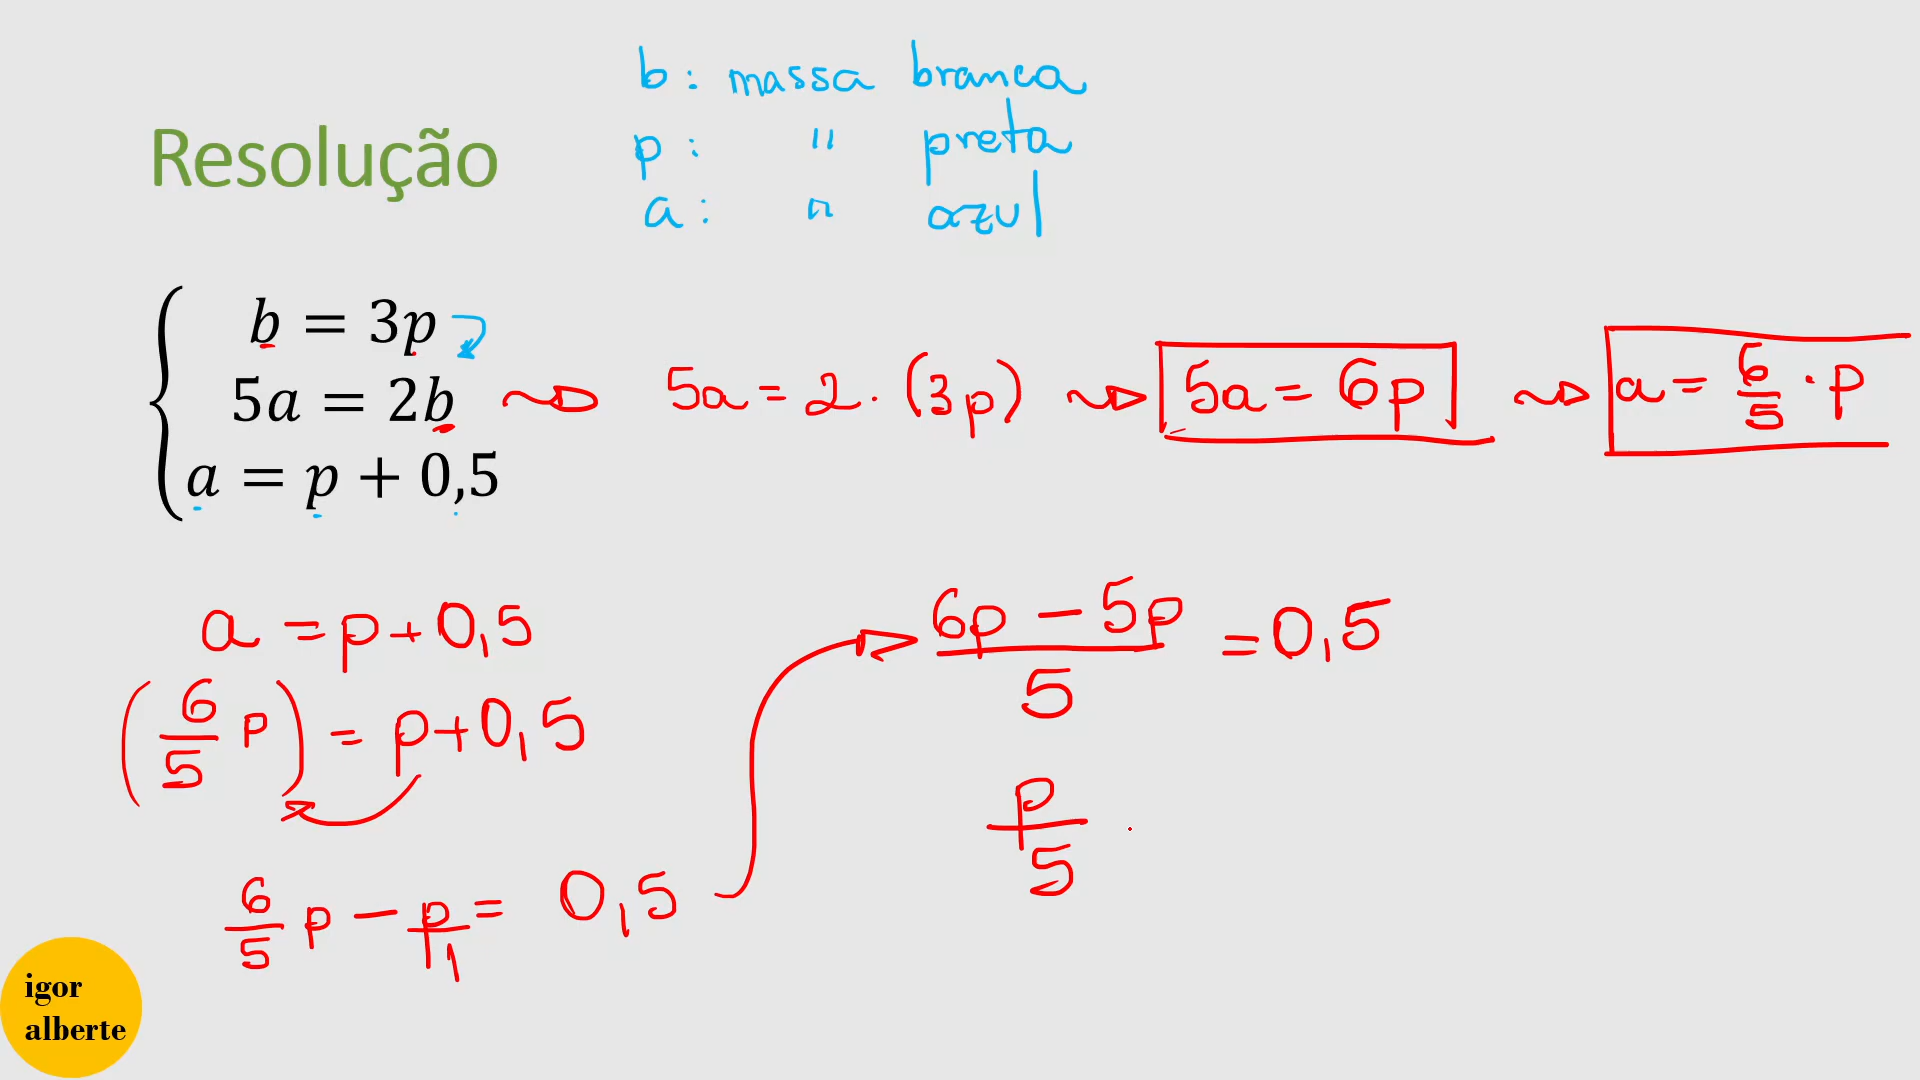 b: massa branca
p: " preta
a: " azul
Resolução
b = 3p
5a = 2b
a = p + 0,5
5a = 2 · (3p)
5a = 6p
a = 6/5 · p
a = p + 0,5
(6/5 p) = p + 0,5
6/5 p − p/1 = 0,5
6p − 5p / 5 = 0,5
p/5
igor
alberte